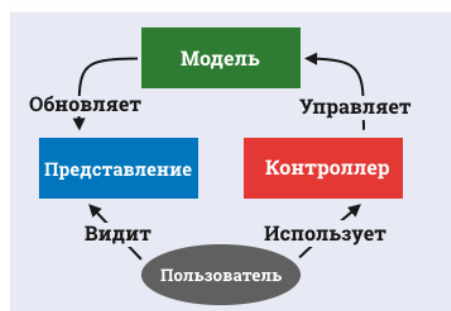 Модель
Обновляет
Управляет
Представление
Контроллер
Видит
Использует
Пользователь